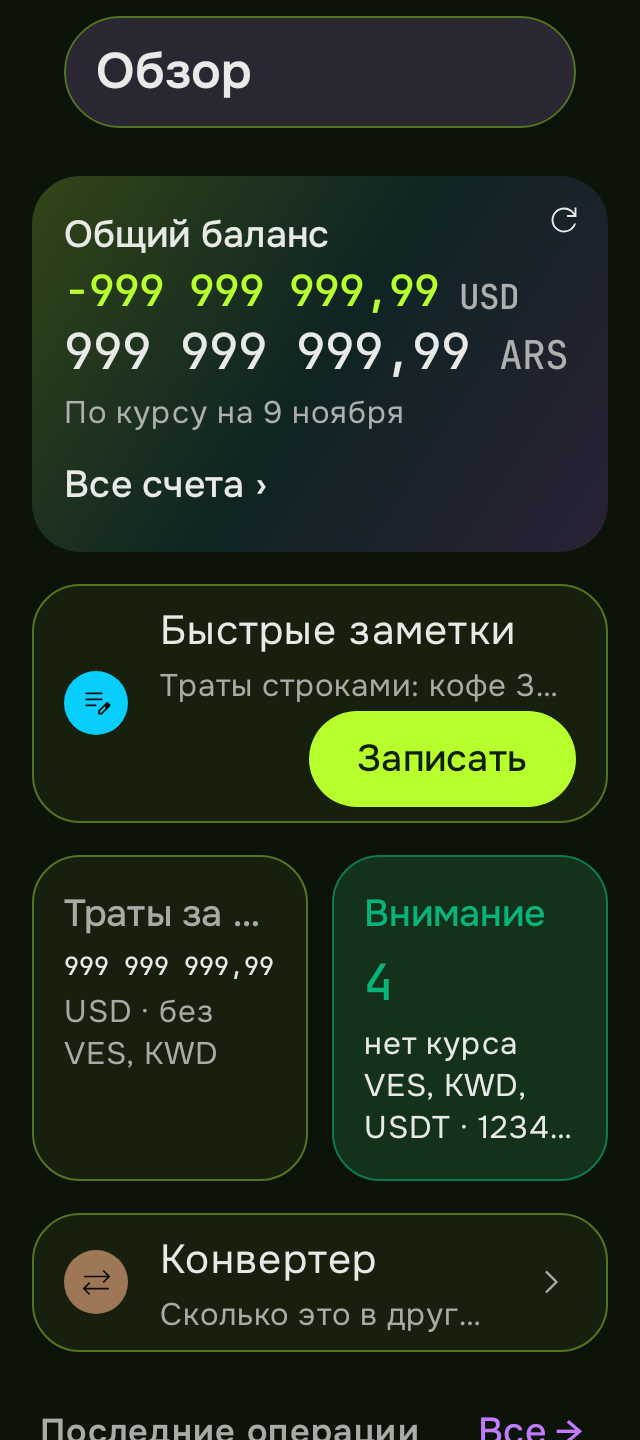 Обзор
Общий баланс
-999 999 999,99 USD
999 999 999,99 ARS
По курсу на 9 ноября
Все счета ›
Быстрые заметки
Траты строками: кофе 3…
Записать
Траты за …
999 999 999,99
USD · без
VES, KWD
Внимание
4
нет курса
VES, KWD,
USDT · 1234…
Конвертер
Сколько это в друг…
Последние операции
Все →